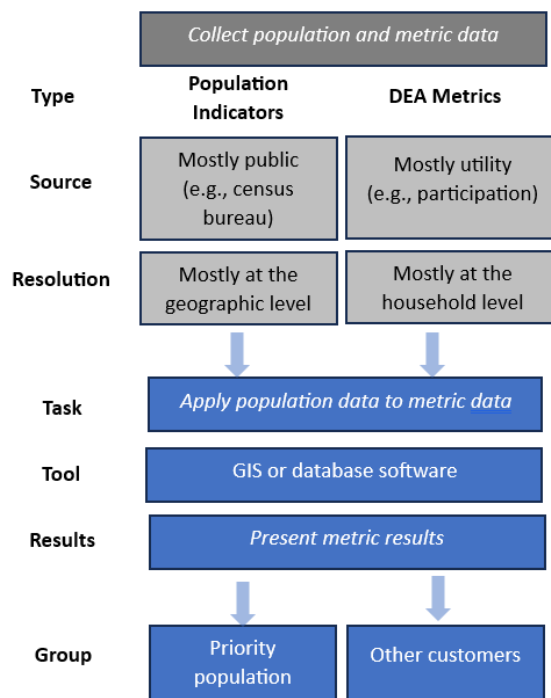 Collect population and metric data
Type
Population
Indicators
DEA Metrics
Source
Mostly public
(e.g., census
bureau)
Mostly utility
(e.g., participation)
Resolution
Mostly at the
geographic level
Mostly at the
household level
Task
Apply population data to metric data
Tool
GIS or database software
Results
Present metric results
Group
Priority
population
Other customers